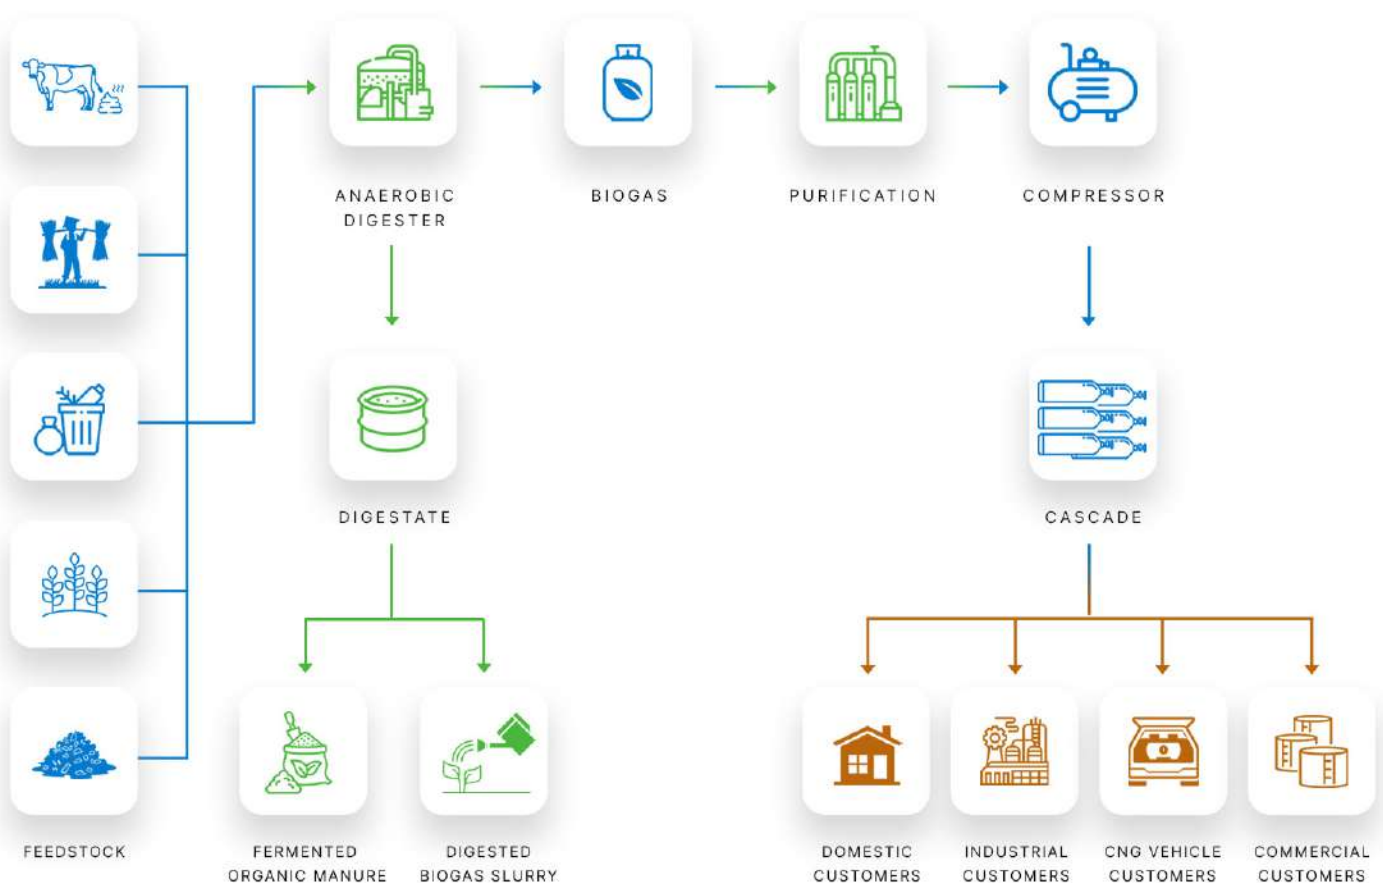 ANAEROBIC
DIGESTER
BIOGAS
PURIFICATION
COMPRESSOR
DIGESTATE
CASCADE
FEEDSTOCK
FERMENTED
ORGANIC MANURE
DIGESTED
BIOGAS SLURRY
DOMESTIC
CUSTOMERS
INDUSTRIAL
CUSTOMERS
CNG VEHICLE
CUSTOMERS
COMMERCIAL
CUSTOMERS